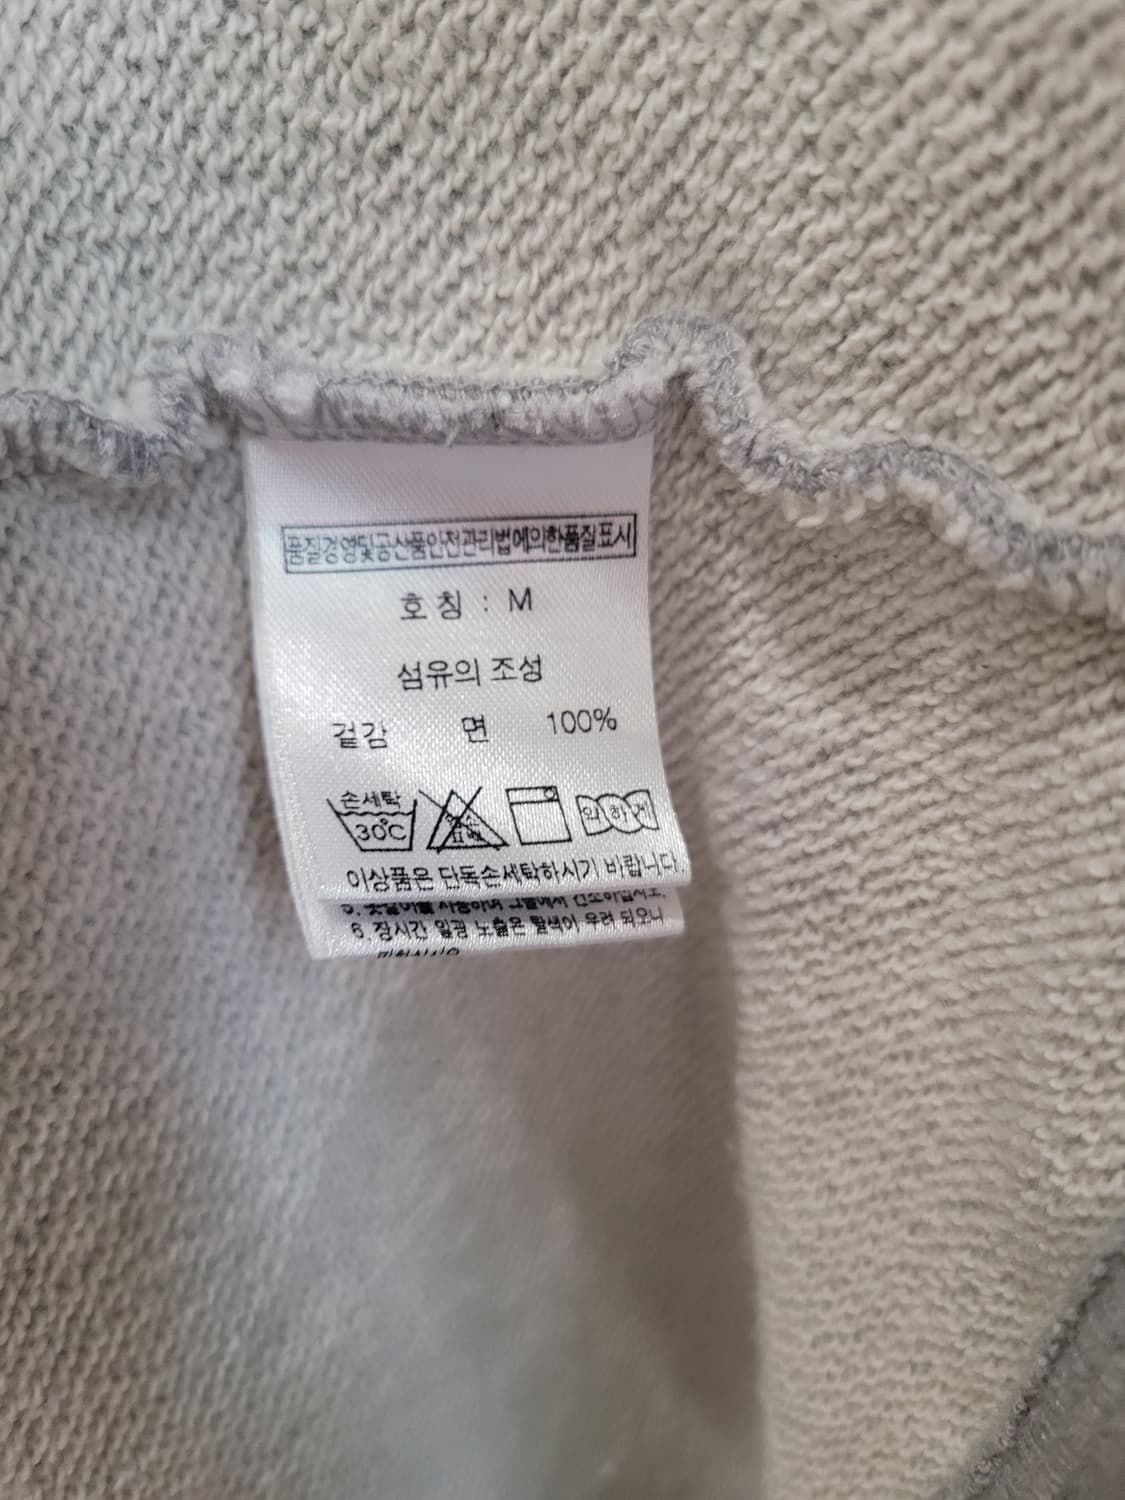 품질경영및공산품안전관리법에의한품질표시
호칭 : M
섬유의 조성
겉감 면 100%
손세탁
30℃
약하게
이상품은 단독손세탁하시기 바랍니다.
6. 장시간 일광 노출은 탈색이 우려 되오니